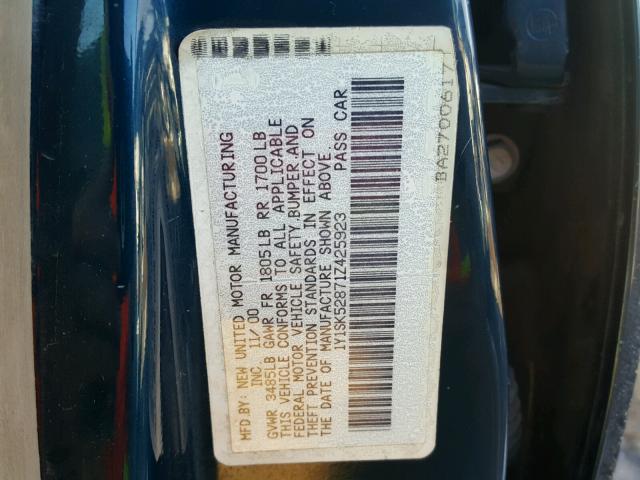 MFD.BY: NEW UNITED MOTOR MANUFACTURING
INC 11/00
GVWR 3485LB GAWR FR 1805LB RR 1700LB
THIS VEHICLE CONFORMS TO ALL APPLICABLE
FEDERAL MOTOR VEHICLE SAFETY,BUMPER,AND
THEFT PREVENTION STANDARDS IN EFFECT ON
THE DATE OF MANUFACTURE SHOWN ABOVE
1Y1SK52871Z425923 PASS CAR
BA2700617